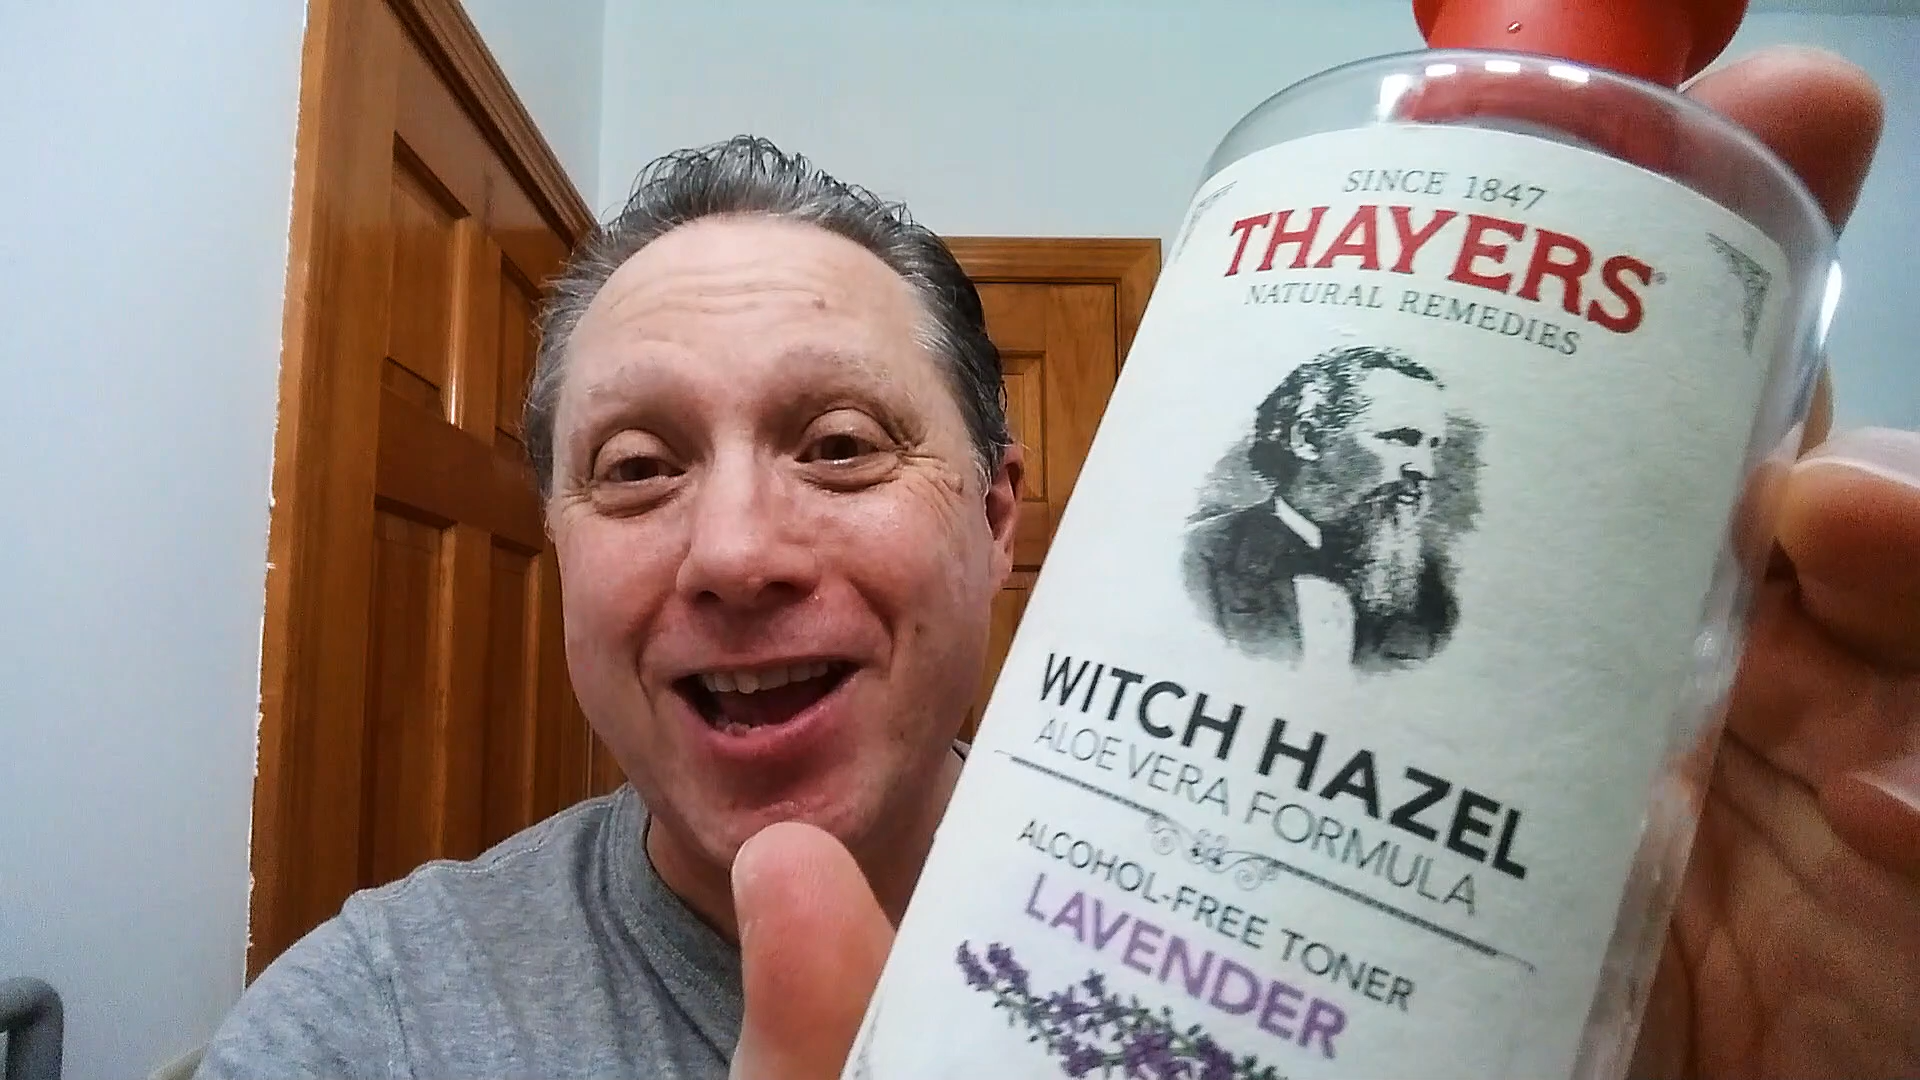 SINCE 1847
THAYERS®
NATURAL REMEDIES
WITCH HAZEL
ALOE VERA FORMULA
ALCOHOL-FREE TONER
LAVENDER